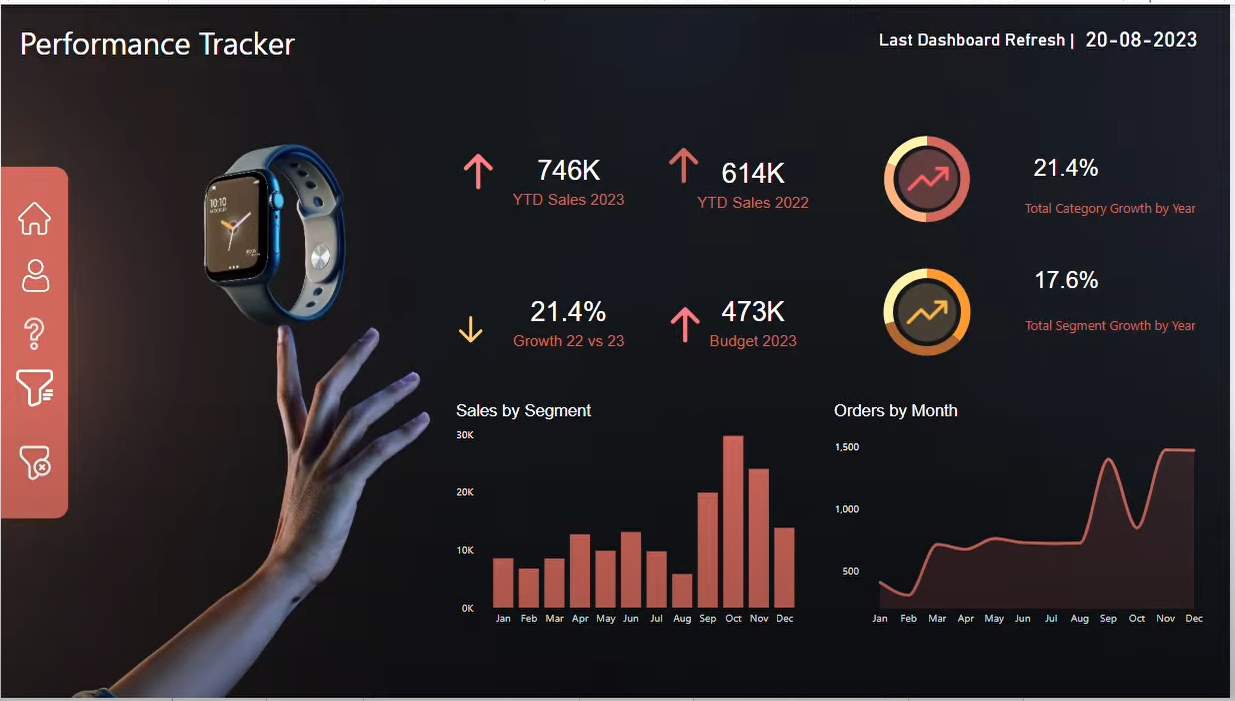 Performance Tracker
Last Dashboard Refresh | 20-08-2023
10:10
746K
YTD Sales 2023
614K
YTD Sales 2022
21.4%
Total Category Growth by Year
21.4%
Growth 22 vs 23
473K
Budget 2023
17.6%
Total Segment Growth by Year
Sales by Segment
30K
20K
10K
0K
Jan Feb Mar Apr May Jun Jul Aug Sep Oct Nov Dec
Orders by Month
1,500
1,000
500
Jan Feb Mar Apr May Jun Jul Aug Sep Oct Nov Dec